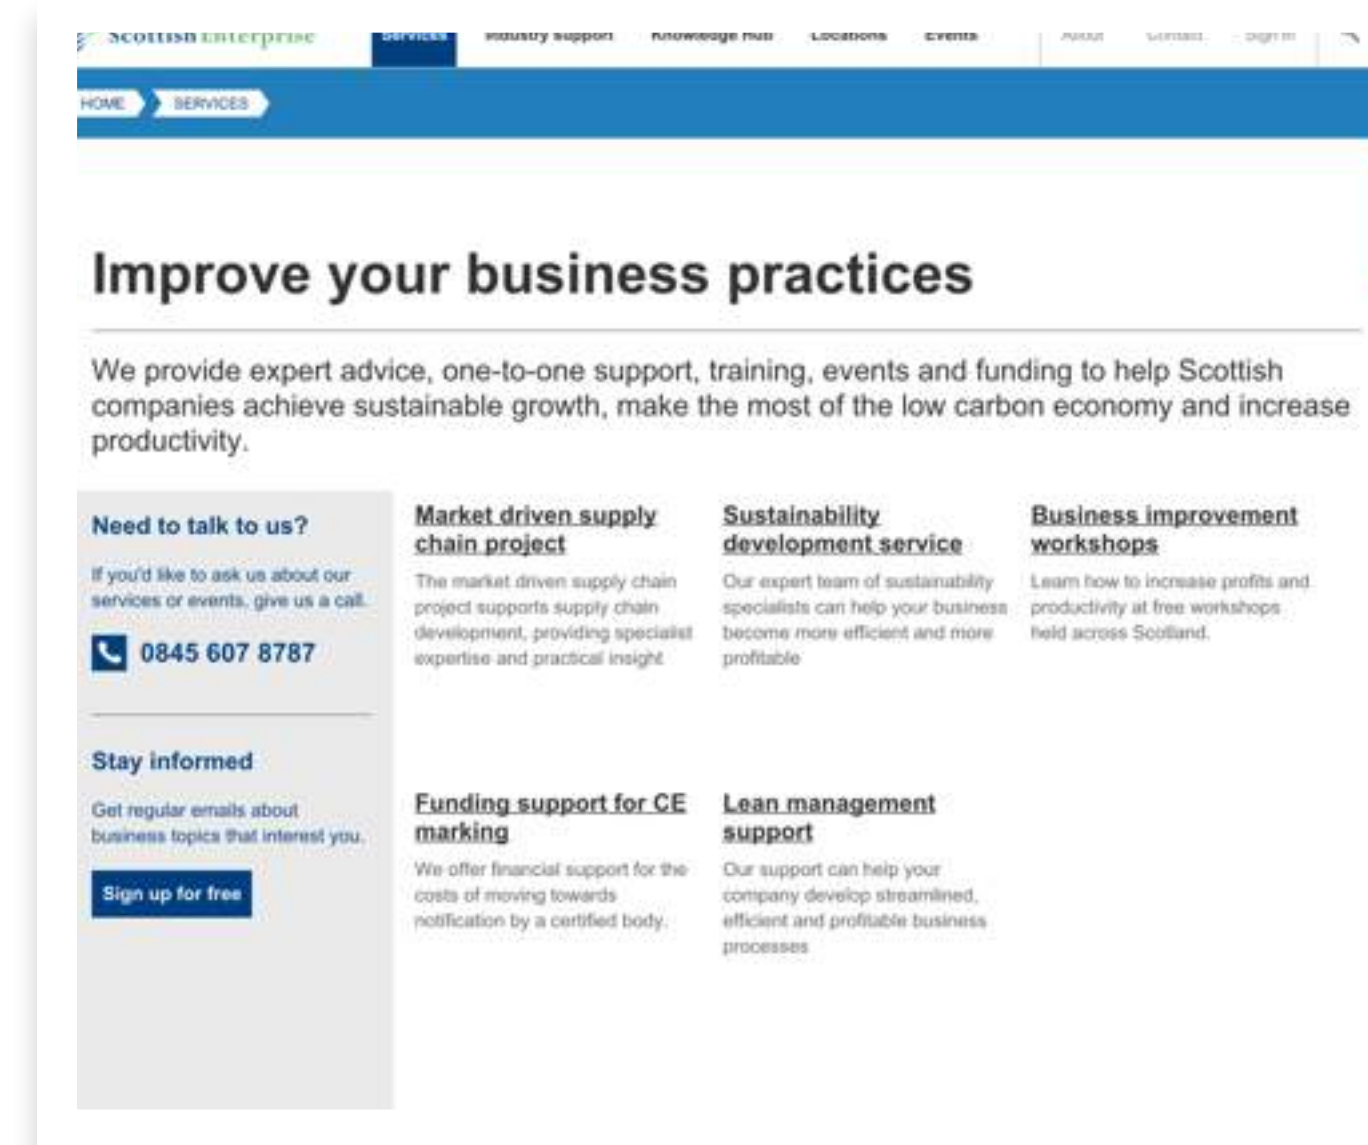 Scottish Enterprise
Services
Industry support
Knowledge Hub
Locations
Events
About
Contact
Sign in
HOME
SERVICES
Improve your business practices
We provide expert advice, one-to-one support, training, events and funding to help Scottish
companies achieve sustainable growth, make the most of the low carbon economy and increase
productivity.
Need to talk to us?
If you'd like to ask us about our
services or events, give us a call.
0845 607 8787
Stay informed
Get regular emails about
business topics that interest you.
Sign up for free
Market driven supply
chain project
The market driven supply chain
project supports supply chain
development, providing specialist
expertise and practical insight
Sustainability
development service
Our expert team of sustainability
specialists can help your business
become more efficient and more
profitable
Business improvement
workshops
Learn how to increase profits and
productivity at free workshops
held across Scotland.
Funding support for CE
marking
We offer financial support for the
costs of moving towards
notification by a certified body.
Lean management
support
Our support can help your
company develop streamlined,
efficient and profitable business
processes